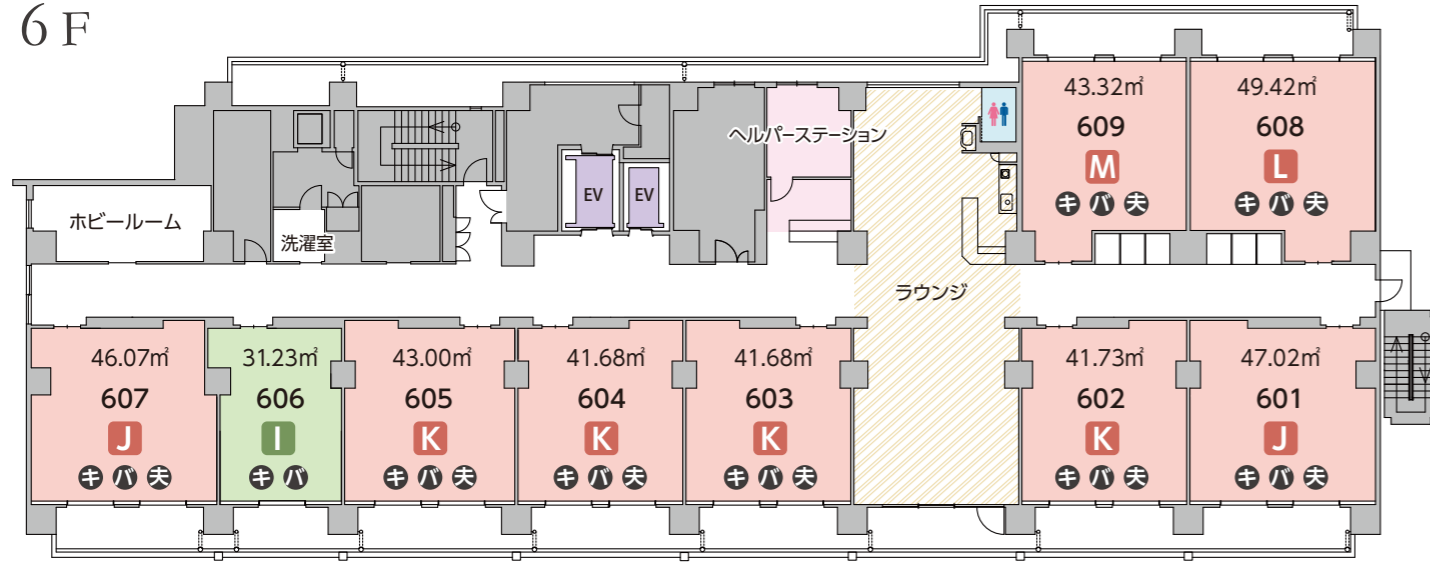 6 F
43.32㎡
609
M
キ バ 夫
49.42㎡
608
L
キ バ 夫
ヘルパーステーション
EV
EV
ホビールーム
洗濯室
ラウンジ
46.07㎡
607
J
キ バ 夫
31.23㎡
606
I
キ バ
43.00㎡
605
K
キ バ 夫
41.68㎡
604
K
キ バ 夫
41.68㎡
603
K
キ バ 夫
41.73㎡
602
K
キ バ 夫
47.02㎡
601
J
キ バ 夫